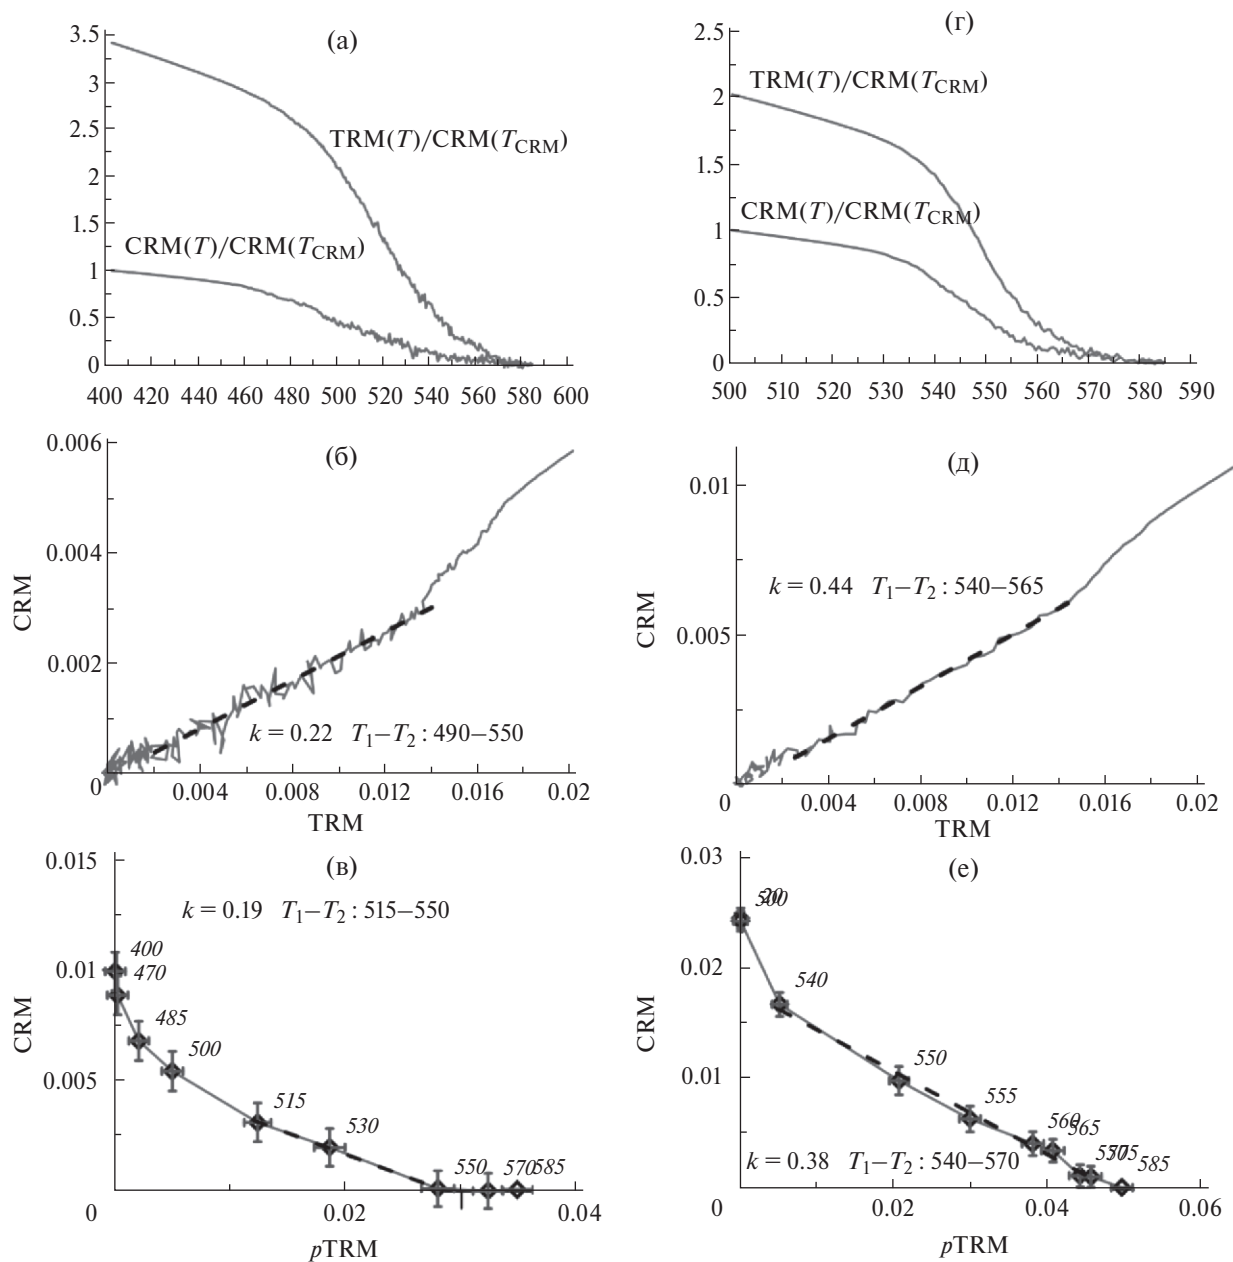 (а)
3.5
3
2.5
2
1.5
1
0.5
0
TRM(T)/CRM(T_CRM)
CRM(T)/CRM(T_CRM)
400 420 440 460 480 500 520 540 560 580 600
(г)
2.5
2
1.5
1
0.5
0
TRM(T)/CRM(T_CRM)
CRM(T)/CRM(T_CRM)
500 510 520 530 540 550 560 570 580 590
(б)
0.006
0.004
0.002
0
CRM
k = 0.22 T₁–T₂ : 490–550
0.004 0.008 0.012 0.016 0.02
TRM
(д)
0.01
0.005
CRM
k = 0.44 T₁–T₂ : 540–565
0 0.004 0.008 0.012 0.016 0.02
TRM
(в)
0.015
0.01
0.005
CRM
k = 0.19 T₁–T₂ : 515–550
400
470
485
500
515
530
550 570 585
0 0.02 0.04
pTRM
(е)
0.03
0.02
0.01
0
CRM
20
500
540
550
555
560
565
570
575
585
k = 0.38 T₁–T₂ : 540–570
0.02 0.04 0.06
pTRM